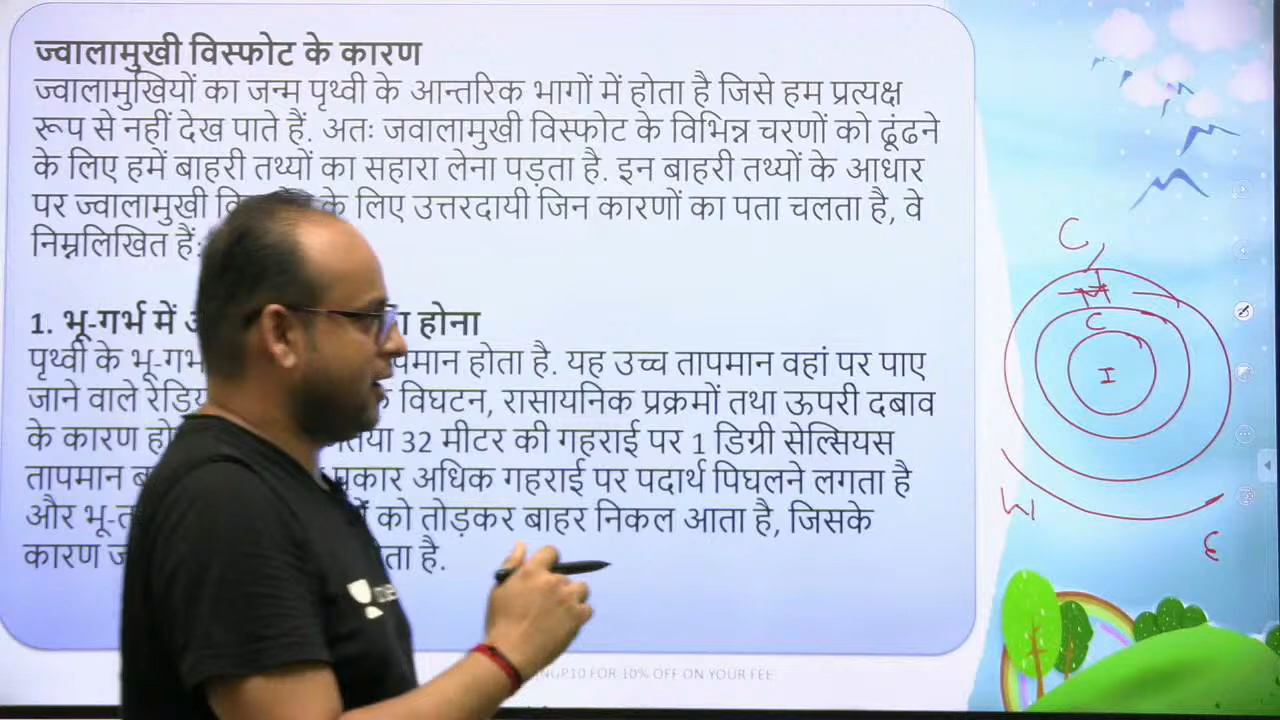 ज्वालामुखी विस्फोट के कारण
ज्वालामुखियों का जन्म पृथ्वी के आन्तरिक भागों में होता है जिसे हम प्रत्यक्ष
रूप से नहीं देख पाते हैं. अतः जवालामुखी विस्फोट के विभिन्न चरणों को ढूंढने
के लिए हमें बाहरी तथ्यों का सहारा लेना पड़ता है. इन बाहरी तथ्यों के आधार
पर ज्वालामुखी के लिए उत्तरदायी जिन कारणों का पता चलता है, वे
निम्नलिखित हैं:
1. भू-गर्भ में होना
पृथ्वी के भू-गर्भ होता है. यह उच्च तापमान वहां पर पाए
जाने वाले विघटन, रासायनिक प्रक्रमों तथा ऊपरी दबाव
के कारण 32 मीटर की गहराई पर 1 डिग्री सेल्सियस
तापमान प्रकार अधिक गहराई पर पदार्थ पिघलने लगता है
और को तोड़कर बाहर निकल आता है, जिसके
कारण है.
C
C
I
W
E
FOR 10% OFF ON YOUR FEE